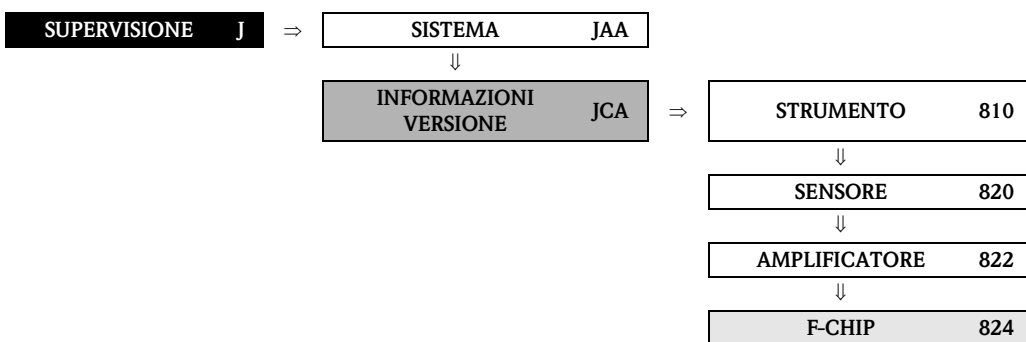 SUPERVISIONE J ⇒ SISTEMA JAA
⇓
INFORMAZIONI
VERSIONE JCA ⇒ STRUMENTO 810
⇓
SENSORE 820
⇓
AMPLIFICATORE 822
⇓
F-CHIP 824